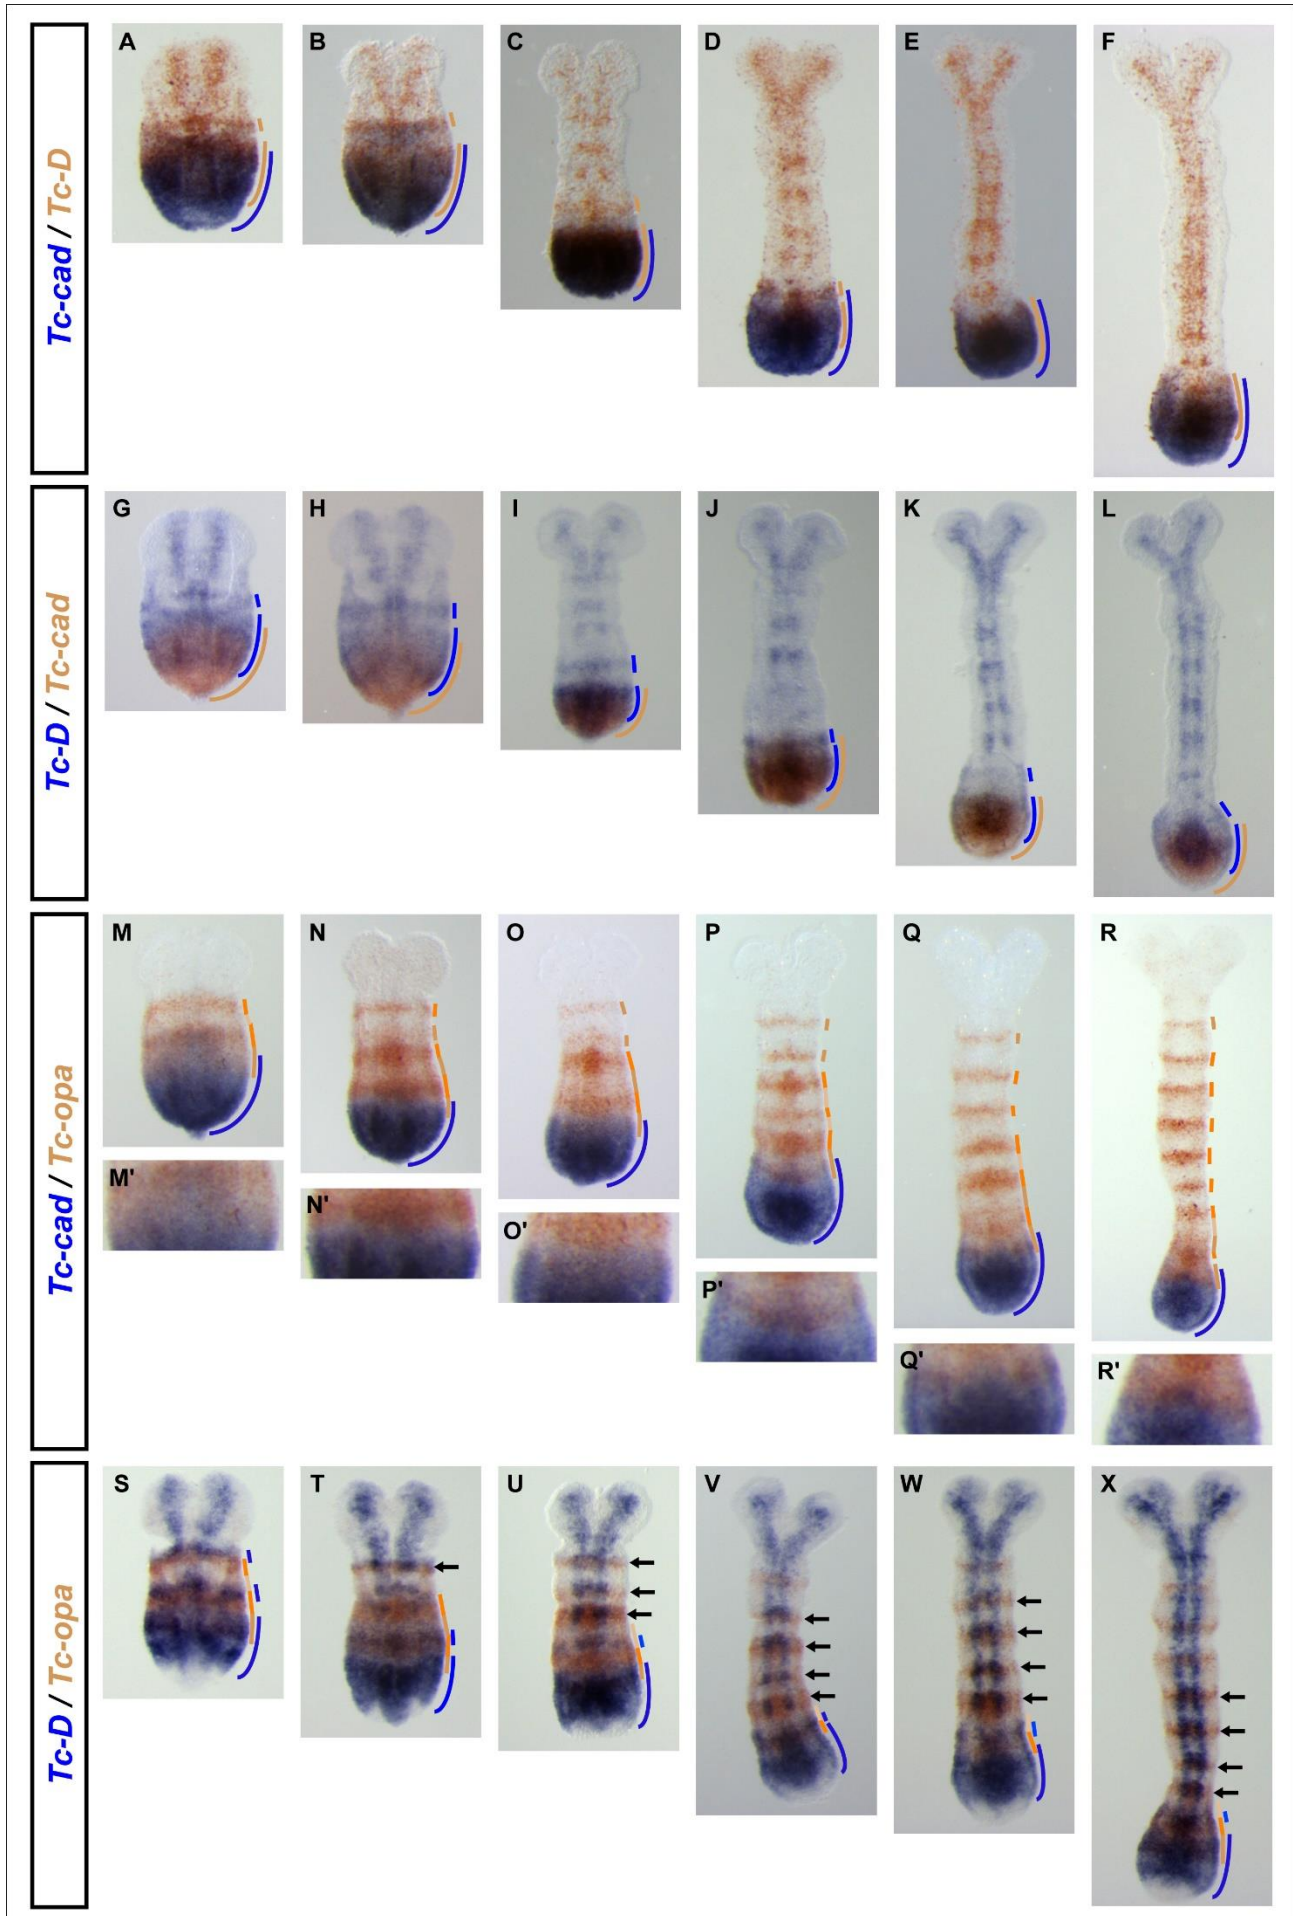 Tc-cad / Tc-D
A B C D E F
Tc-D / Tc-cad
G H I J K L
Tc-cad / Tc-opa
M N O P Q R
M' N' O' P' Q' R'
Tc-D / Tc-opa
S T U V W X